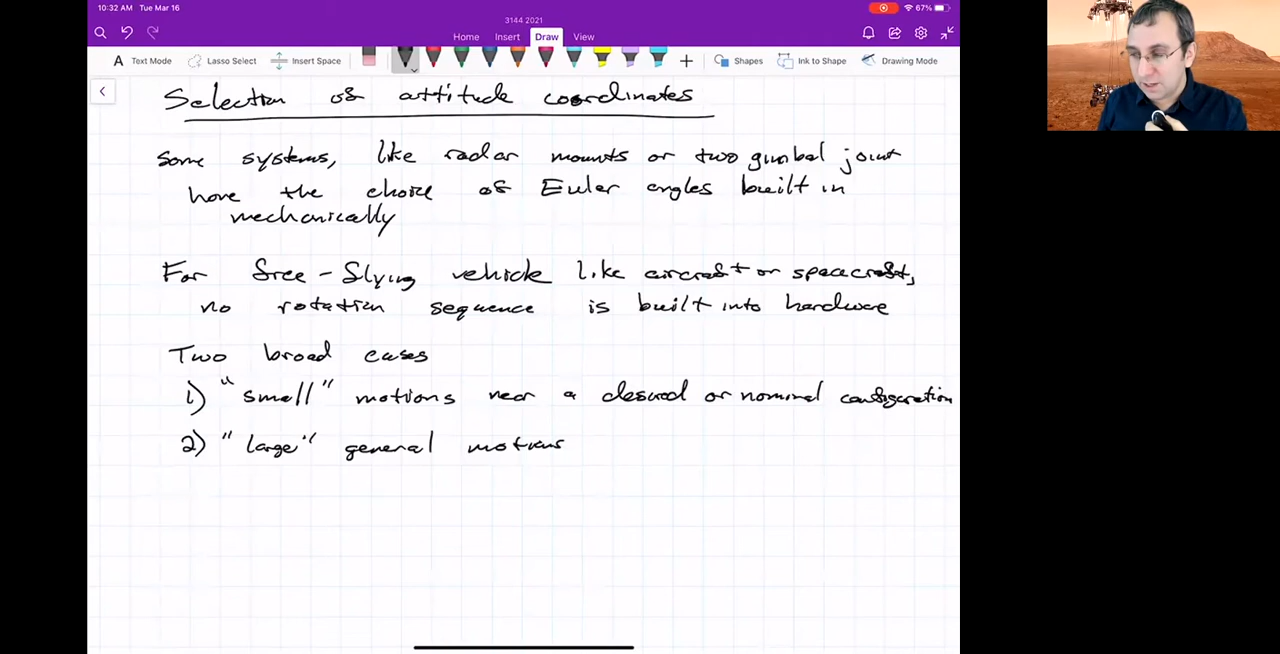 10:32 AM Tue Mar 16
67%
3144 2021
Home Insert Draw View
Text Mode Lasso Select Insert Space Shapes Ink to Shape Drawing Mode
Selection of attitude coordinates
Some systems, like radar mounts or two gimbal joint
have the choice of Euler angles built in
mechanically
For free-flying vehicle like aircraft or spacecraft,
no rotation sequence is built into hardware
Two broad cases
1) "small" motions near a desired or nominal configuration
2) "large" general motions